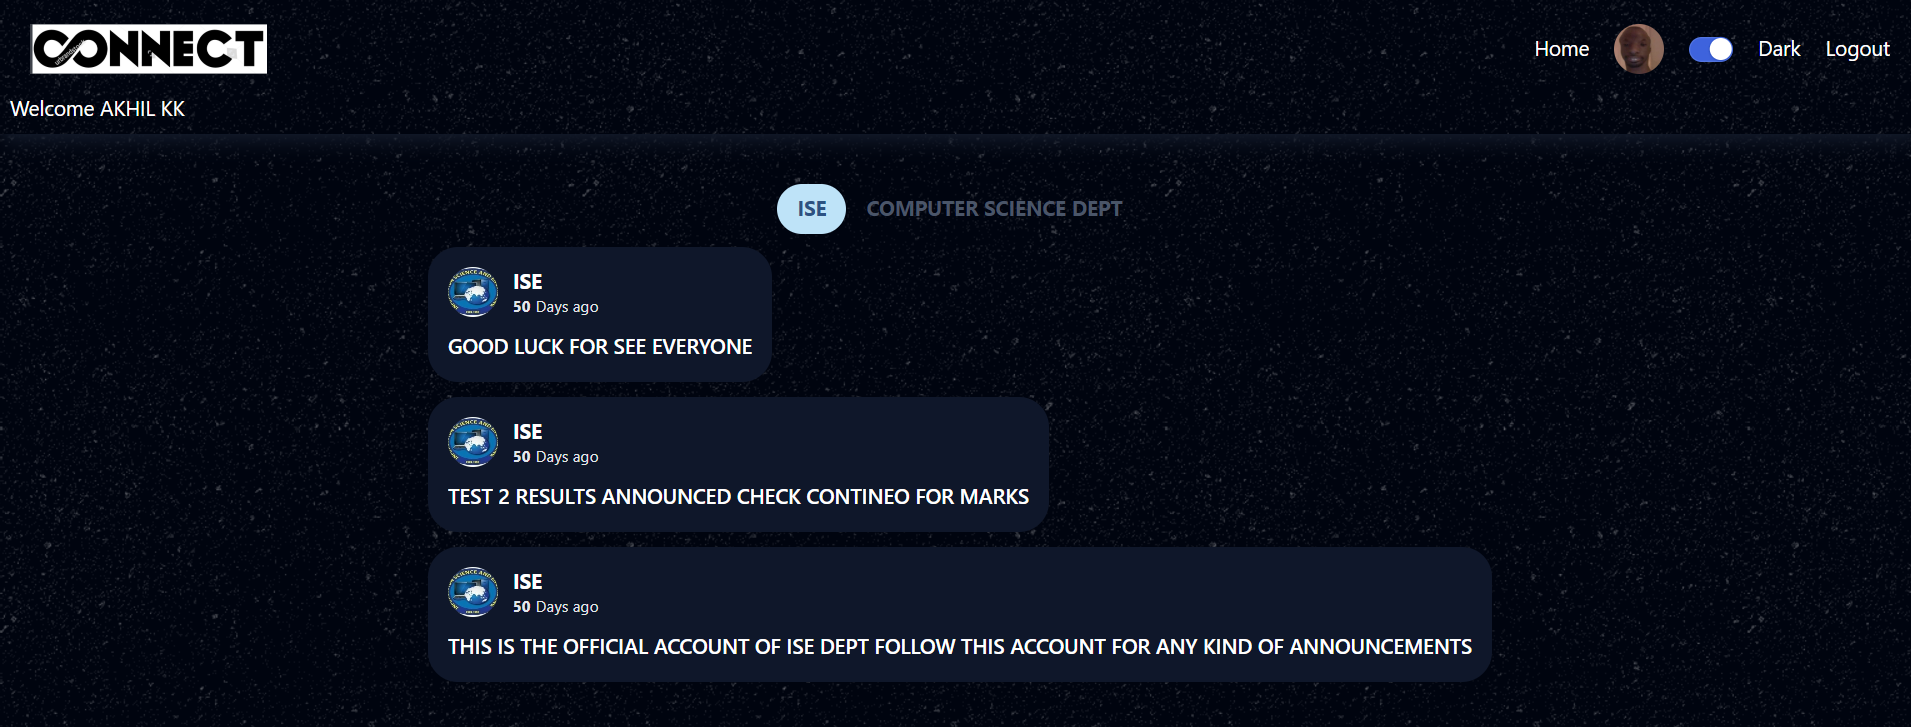 CONNECT
Home
Dark
Logout
Welcome AKHIL KK
ISE
COMPUTER SCIENCE DEPT
ISE
50 Days ago
GOOD LUCK FOR SEE EVERYONE
ISE
50 Days ago
TEST 2 RESULTS ANNOUNCED CHECK CONTINEO FOR MARKS
ISE
50 Days ago
THIS IS THE OFFICIAL ACCOUNT OF ISE DEPT FOLLOW THIS ACCOUNT FOR ANY KIND OF ANNOUNCEMENTS